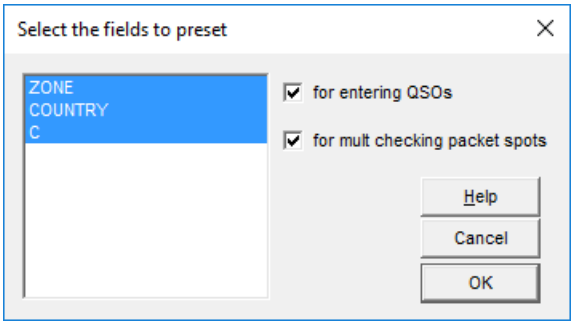 Select the fields to preset
ZONE
COUNTRY
C
for entering QSOs
for mult checking packet spots
Help
Cancel
OK